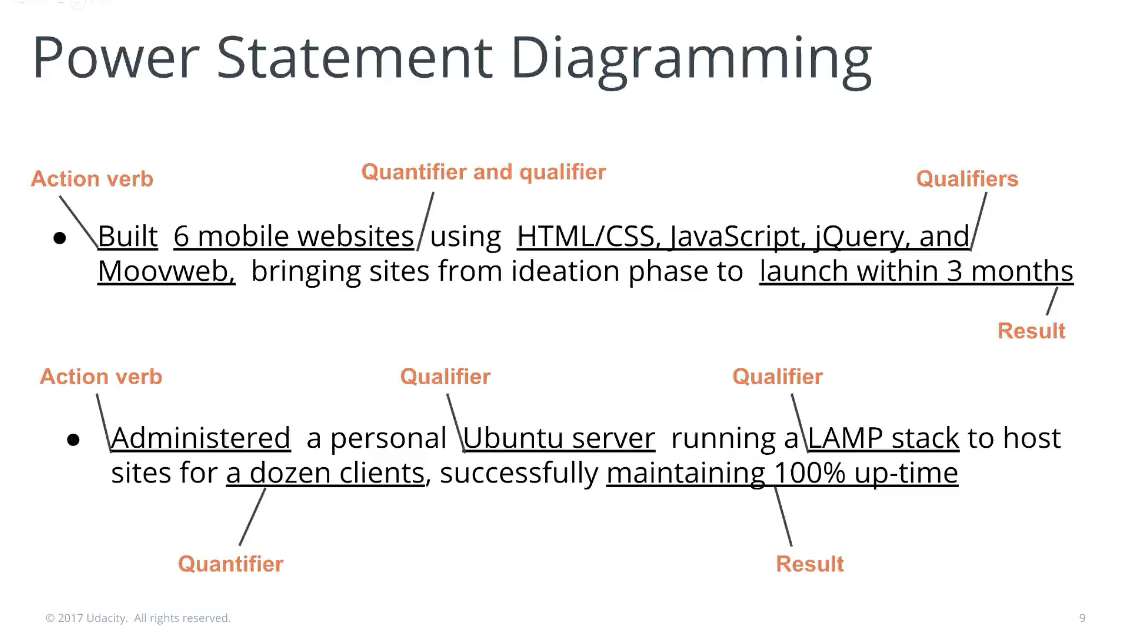 Power Statement Diagramming
Action verb
Quantifier and qualifier
Qualifiers
● Built 6 mobile websites using HTML/CSS, JavaScript, jQuery, and
Moovweb, bringing sites from ideation phase to launch within 3 months
Result
Action verb
Qualifier
Qualifier
● Administered a personal Ubuntu server running a LAMP stack to host
sites for a dozen clients, successfully maintaining 100% up-time
Quantifier
Result
© 2017 Udacity. All rights reserved.
9